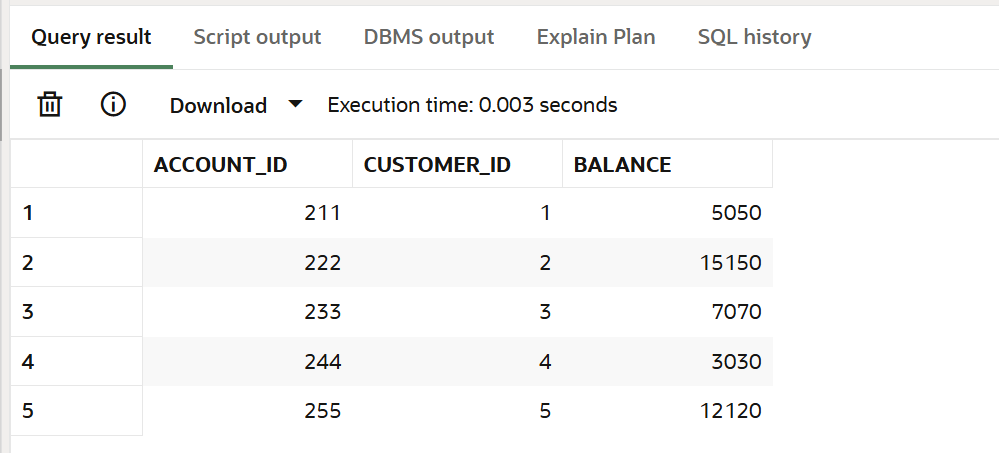 Query result Script output DBMS output Explain Plan SQL history
Download Execution time: 0.003 seconds
ACCOUNT_ID CUSTOMER_ID BALANCE
1 211 1 5050
2 222 2 15150
3 233 3 7070
4 244 4 3030
5 255 5 12120